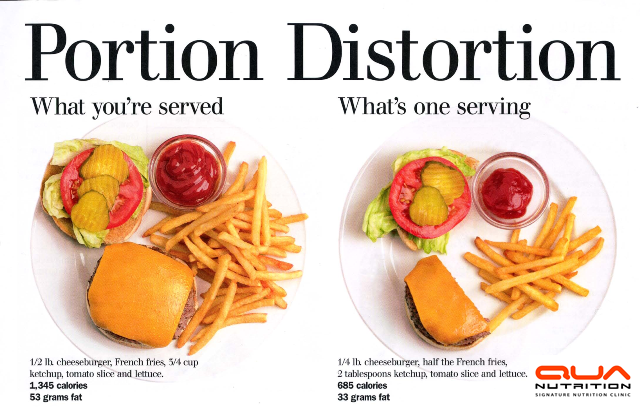 Portion Distortion
What you're served
What's one serving
1/2 lb. cheeseburger, French fries, 3/4 cup
ketchup, tomato slice and lettuce.
1,345 calories
53 grams fat
1/4 lb. cheeseburger, half the French fries,
2 tablespoons ketchup, tomato slice and lettuce.
685 calories
33 grams fat
QUA
NUTRITION
SIGNATURE NUTRITION CLINIC